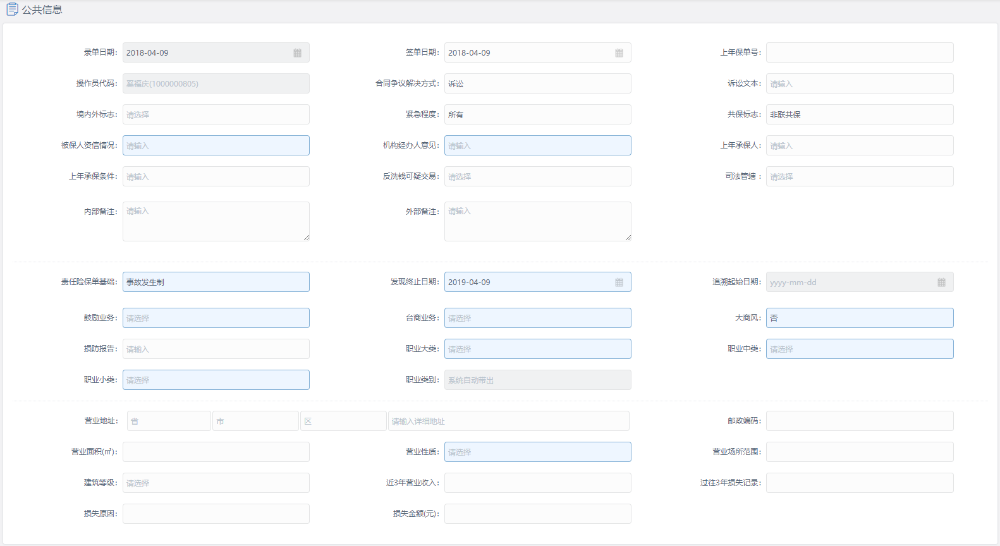 公共信息
录单日期: 2018-04-09 签单日期: 2018-04-09 上年保单号:
操作员代码: 奚福庆(1000000805) 合同争议解决方式: 诉讼 诉讼文本: 请输入
境内外标志: 请选择 紧急程度: 所有 共保标志: 非联共保
被保人资信情况: 请输入 机构经办人意见: 请输入 上年承保人: 请输入
上年承保条件: 请输入 反洗钱可疑交易: 请选择 司法管辖 : 请选择
内部备注: 请输入 外部备注: 请输入
责任险保单基础: 事故发生制 发现终止日期: 2019-04-09 追溯起始日期: yyyy-mm-dd
鼓励业务: 请选择 台商业务: 请选择 大商风: 否
损防报告: 请输入 职业大类: 请选择 职业中类: 请选择
职业小类: 请选择 职业类别: 系统自动带出
营业地址: 省 市 区 请输入详细地址 邮政编码:
营业面积(㎡): 营业性质: 请选择 营业场所范围:
建筑等级: 请选择 近3年营业收入: 过往3年损失记录:
损失原因: 损失金额(元):